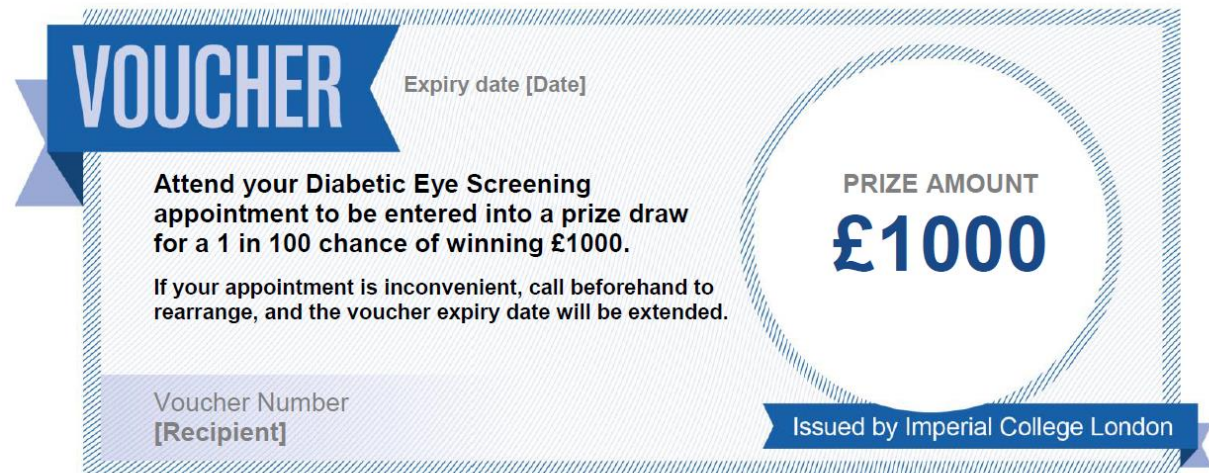 VOUCHER
Expiry date [Date]
Attend your Diabetic Eye Screening
appointment to be entered into a prize draw
for a 1 in 100 chance of winning £1000.
If your appointment is inconvenient, call beforehand to
rearrange, and the voucher expiry date will be extended.
PRIZE AMOUNT
£1000
Voucher Number
[Recipient]
Issued by Imperial College London